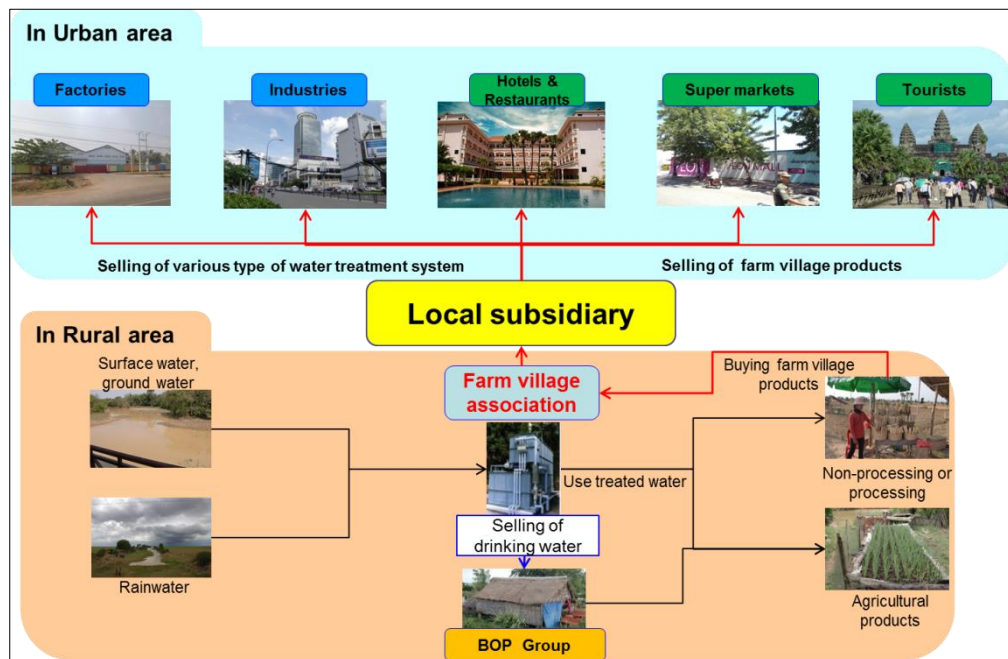 In Urban area
Factories
Industries
Hotels &
Restaurants
Super markets
Tourists
Selling of various type of water treatment system
Selling of farm village products
Local subsidiary
In Rural area
Surface water,
ground water
Farm village
association
Buying farm village
products
Use treated water
Non-processing or
processing
Selling of
drinking water
Rainwater
Agricultural
products
BOP Group